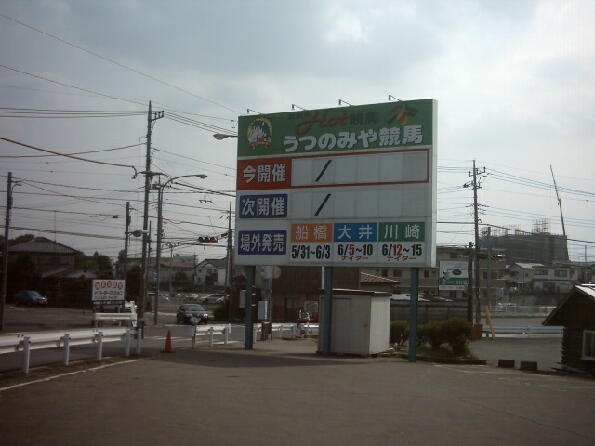 Hot競馬
うつのみや競馬
今開催 /
次開催 /
場外発売 船橋 大井 川崎
5/31~6/3 6/5~10 6/12~15
ナイター ナイター